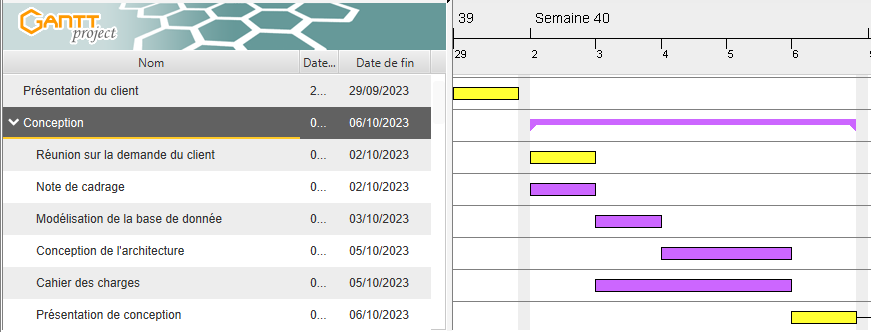 GANTT
project
39 Semaine 40
29 2 3 4 5 6
Nom Date... Date de fin
Présentation du client 2... 29/09/2023
Conception 0... 06/10/2023
Réunion sur la demande du client 0... 02/10/2023
Note de cadrage 0... 02/10/2023
Modélisation de la base de donnée 0... 03/10/2023
Conception de l'architecture 0... 05/10/2023
Cahier des charges 0... 05/10/2023
Présentation de conception 0... 06/10/2023